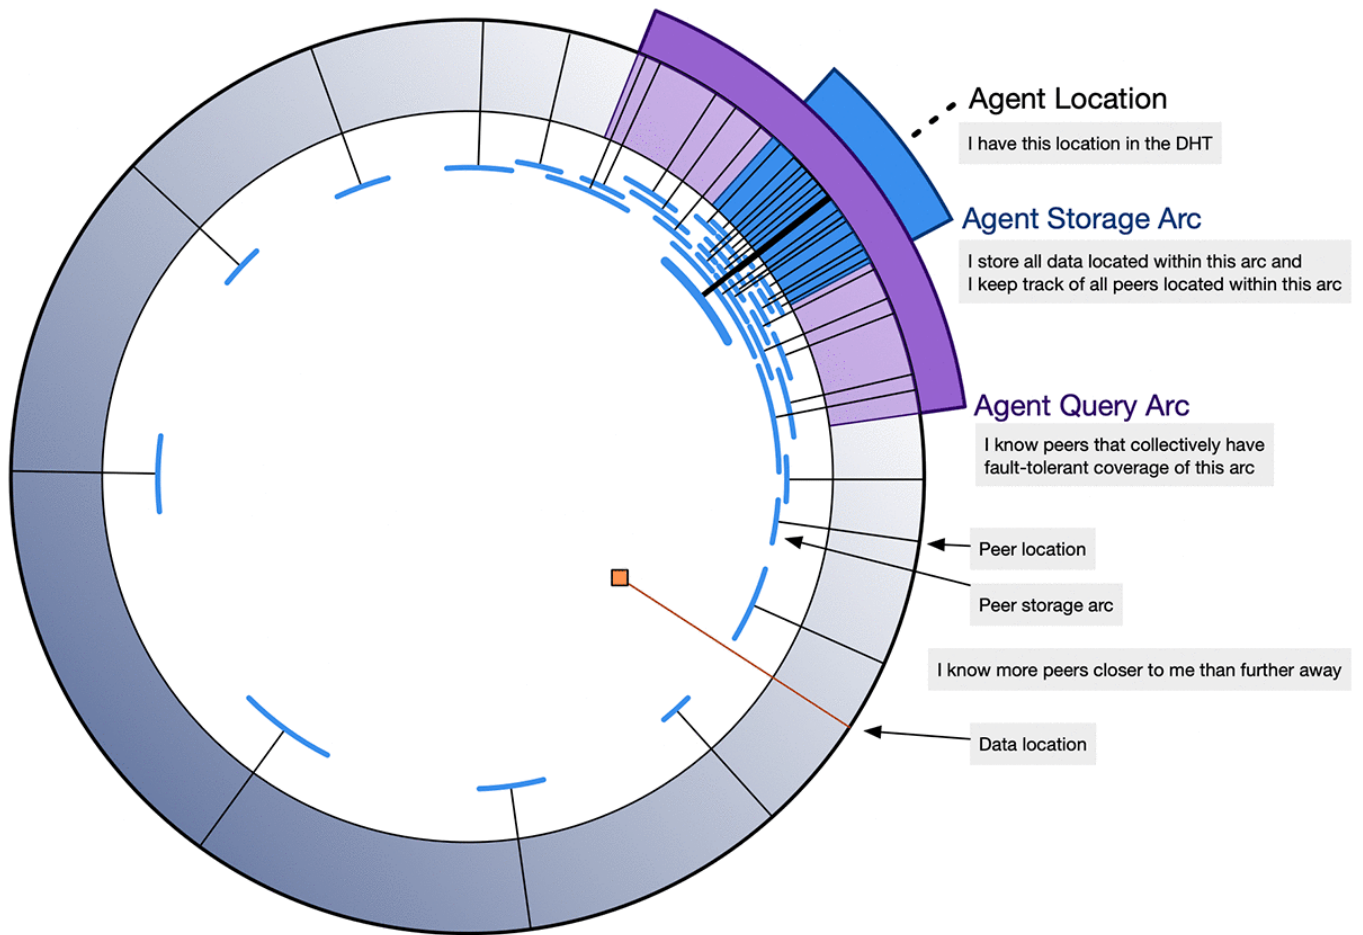 Agent Location
I have this location in the DHT
Agent Storage Arc
I store all data located within this arc and
I keep track of all peers located within this arc
Agent Query Arc
I know peers that collectively have
fault-tolerant coverage of this arc
Peer location
Peer storage arc
I know more peers closer to me than further away
Data location